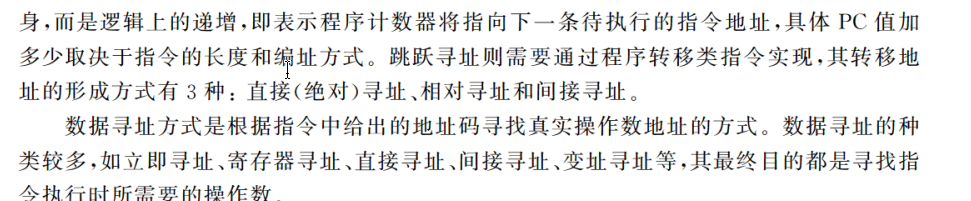 身,而是逻辑上的递增,即表示程序计数器将指向下一条待执行的指令地址,具体 PC 值加
多少取决于指令的长度和编址方式。跳跃寻址则需要通过程序转移类指令实现,其转移地
址的形成方式有 3 种:直接(绝对)寻址、相对寻址和间接寻址。
数据寻址方式是根据指令中给出的地址码寻找真实操作数地址的方式。数据寻址的种
类较多,如立即寻址、寄存器寻址、直接寻址、间接寻址、变址寻址等,其最终目的都是寻找指
令执行时所需要的操作数。